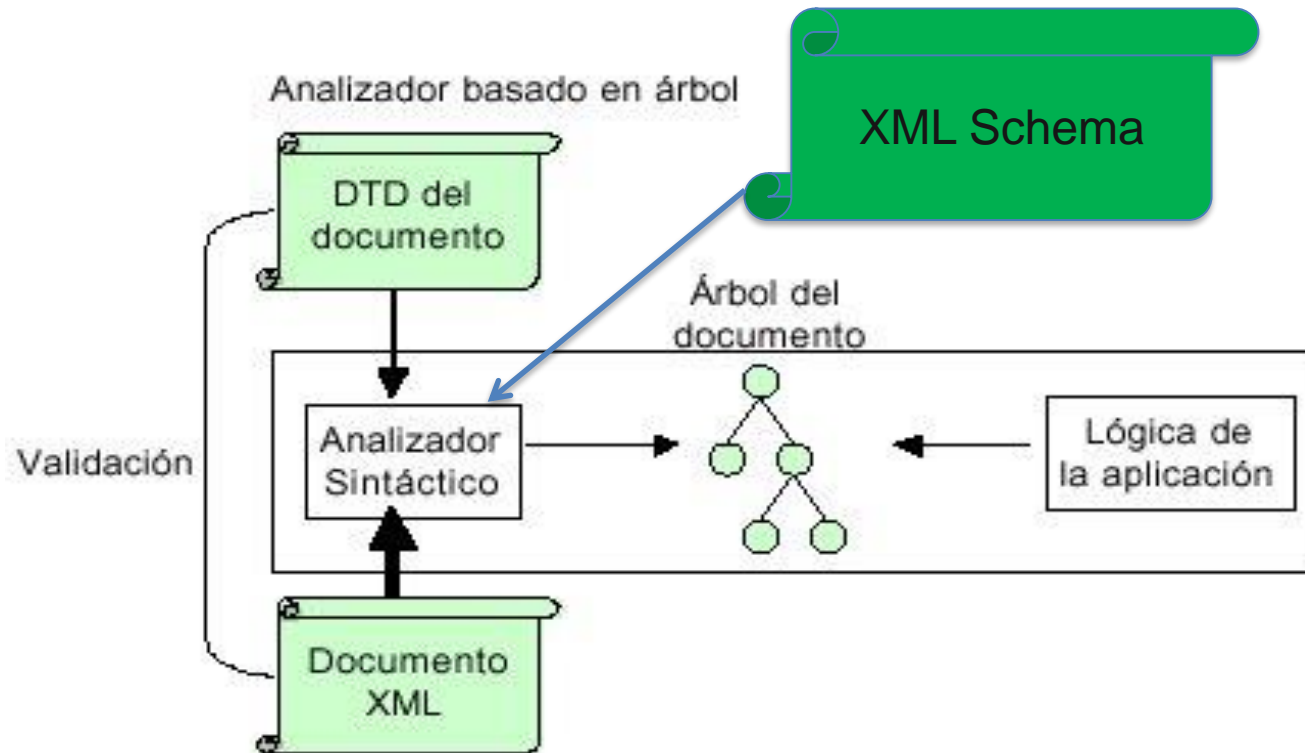 XML Schema
Analizador basado en árbol
DTD del
documento
Árbol del
documento
Analizador
Sintáctico
Lógica de
la aplicación
Validación
Documento
XML